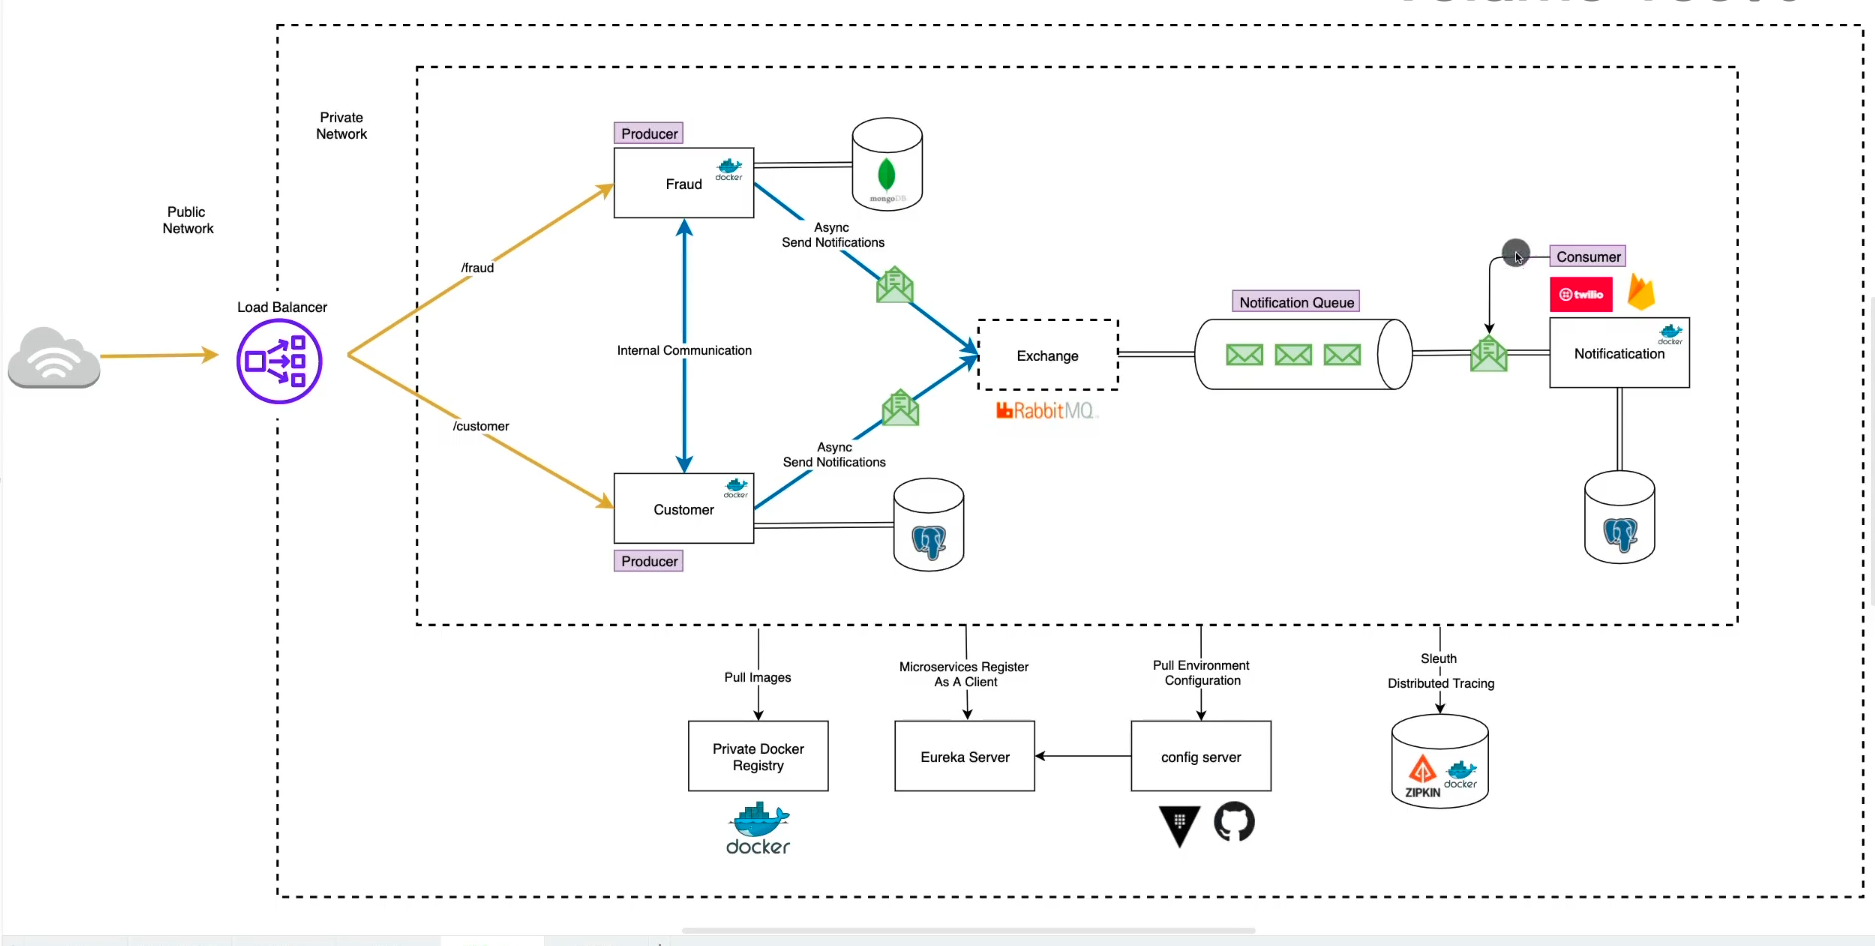 Private
Network
Public
Network
Load Balancer
/fraud
/customer
Producer
Fraud
docker
mongoDB
Async
Send Notifications
Internal Communication
Exchange
RabbitMQ
Async
Send Notifications
docker
Customer
Producer
Notification Queue
Consumer
twilio
docker
Notificatication
Pull Images
Microservices Register
As A Client
Pull Environment
Configuration
Sleuth
Distributed Tracing
Private Docker
Registry
Eureka Server
config server
ZIPKIN
docker
docker